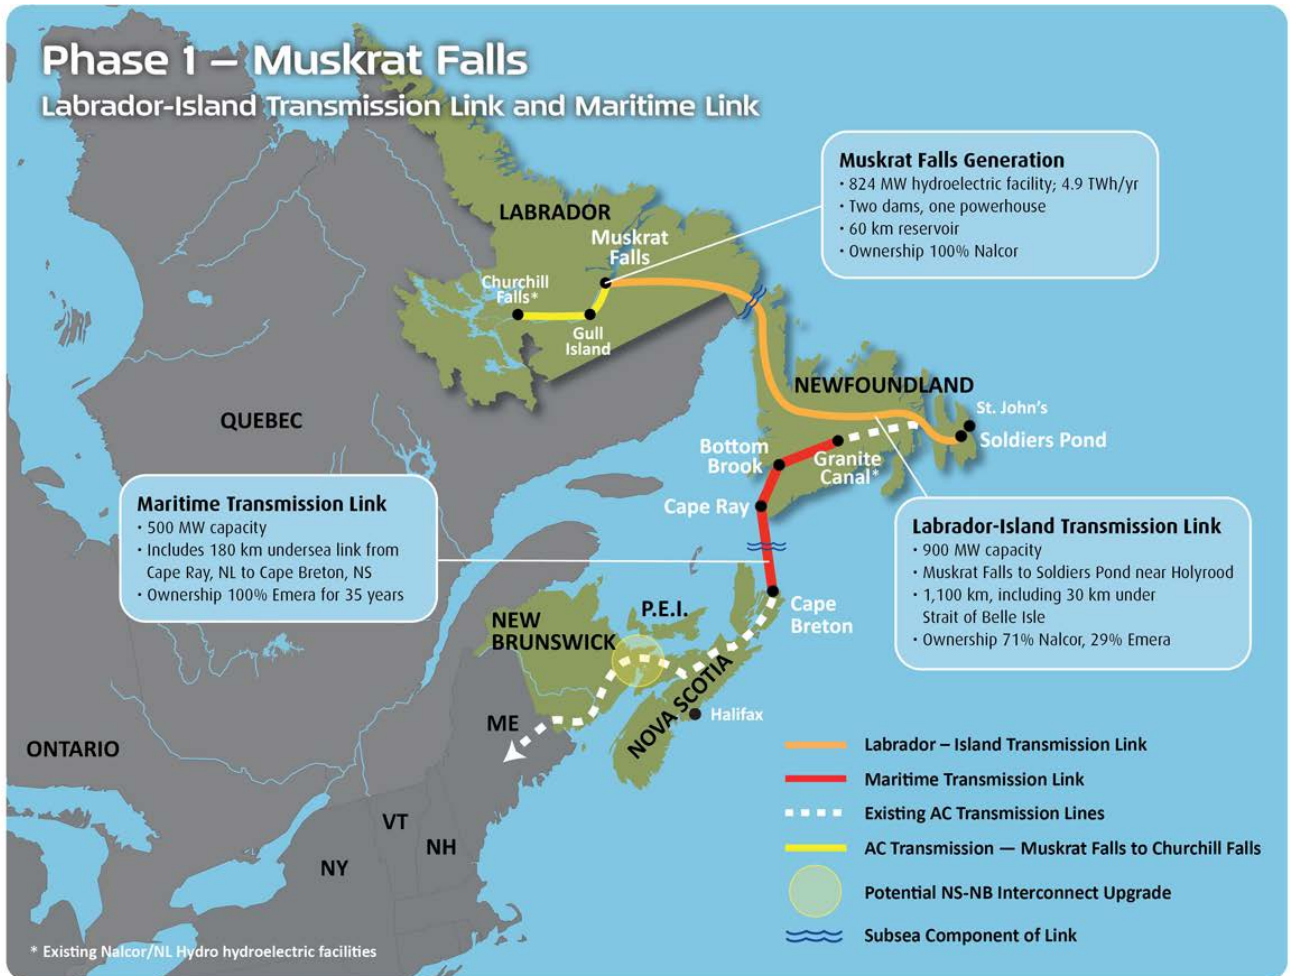 Phase 1 – Muskrat Falls
Labrador-Island Transmission Link and Maritime Link
Muskrat Falls Generation
· 824 MW hydroelectric facility; 4.9 TWh/yr
· Two dams, one powerhouse
· 60 km reservoir
· Ownership 100% Nalcor
LABRADOR
Muskrat
Falls
Churchill
Falls*
Gull
Island
QUEBEC
NEWFOUNDLAND
St. John's
Soldiers Pond
Bottom
Brook
Granite
Canal*
Cape Ray
Maritime Transmission Link
· 500 MW capacity
· Includes 180 km undersea link from
Cape Ray, NL to Cape Breton, NS
· Ownership 100% Emera for 35 years
Labrador-Island Transmission Link
· 900 MW capacity
· Muskrat Falls to Soldiers Pond near Holyrood
· 1,100 km, including 30 km under
Strait of Belle Isle
· Ownership 71% Nalcor, 29% Emera
P.E.I.
Cape
Breton
NEW
BRUNSWICK
NOVA SCOTIA
Halifax
ME
ONTARIO
VT
NH
NY
Labrador – Island Transmission Link
Maritime Transmission Link
Existing AC Transmission Lines
AC Transmission — Muskrat Falls to Churchill Falls
Potential NS-NB Interconnect Upgrade
Subsea Component of Link
* Existing Nalcor/NL Hydro hydroelectric facilities